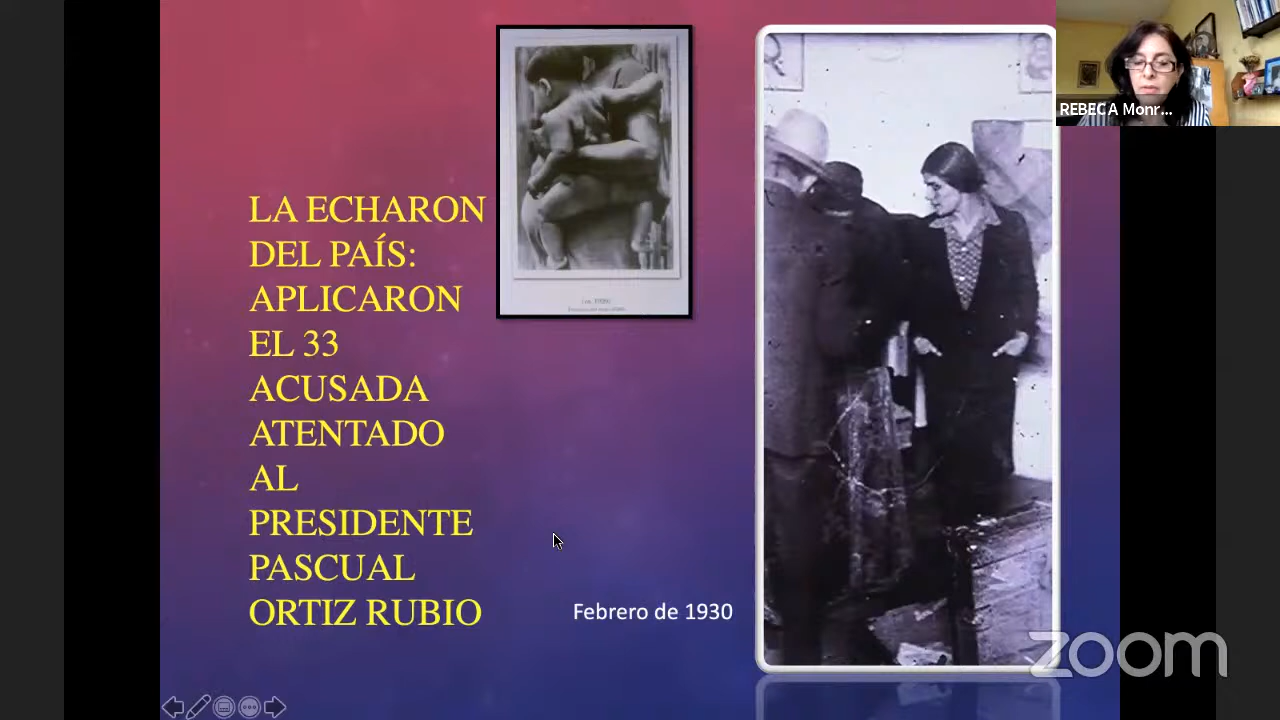 LA ECHARON
DEL PAÍS:
APLICARON
EL 33
ACUSADA
ATENTADO
AL
PRESIDENTE
PASCUAL
ORTIZ RUBIO
Febrero de 1930
REBECA Monr...
zoom